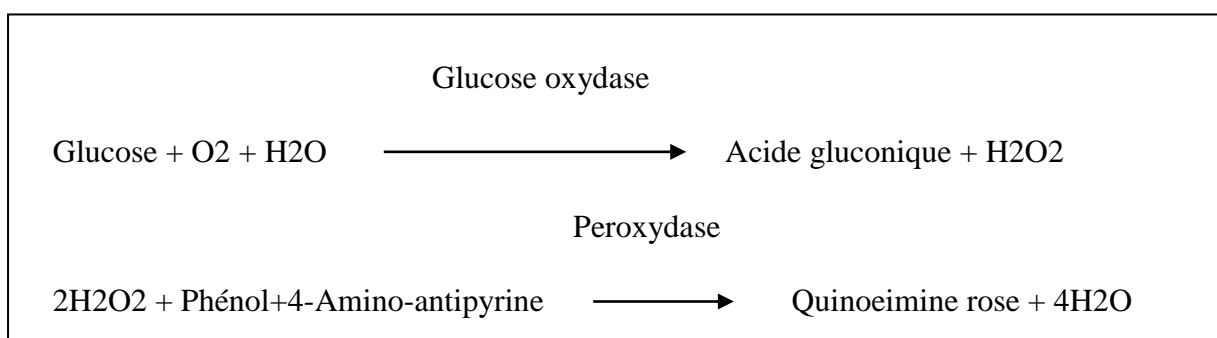 Glucose oxydase
Glucose + O2 + H2O Acide gluconique + H2O2
Peroxydase
2H2O2 + Phénol+4-Amino-antipyrine Quinoeimine rose + 4H2O